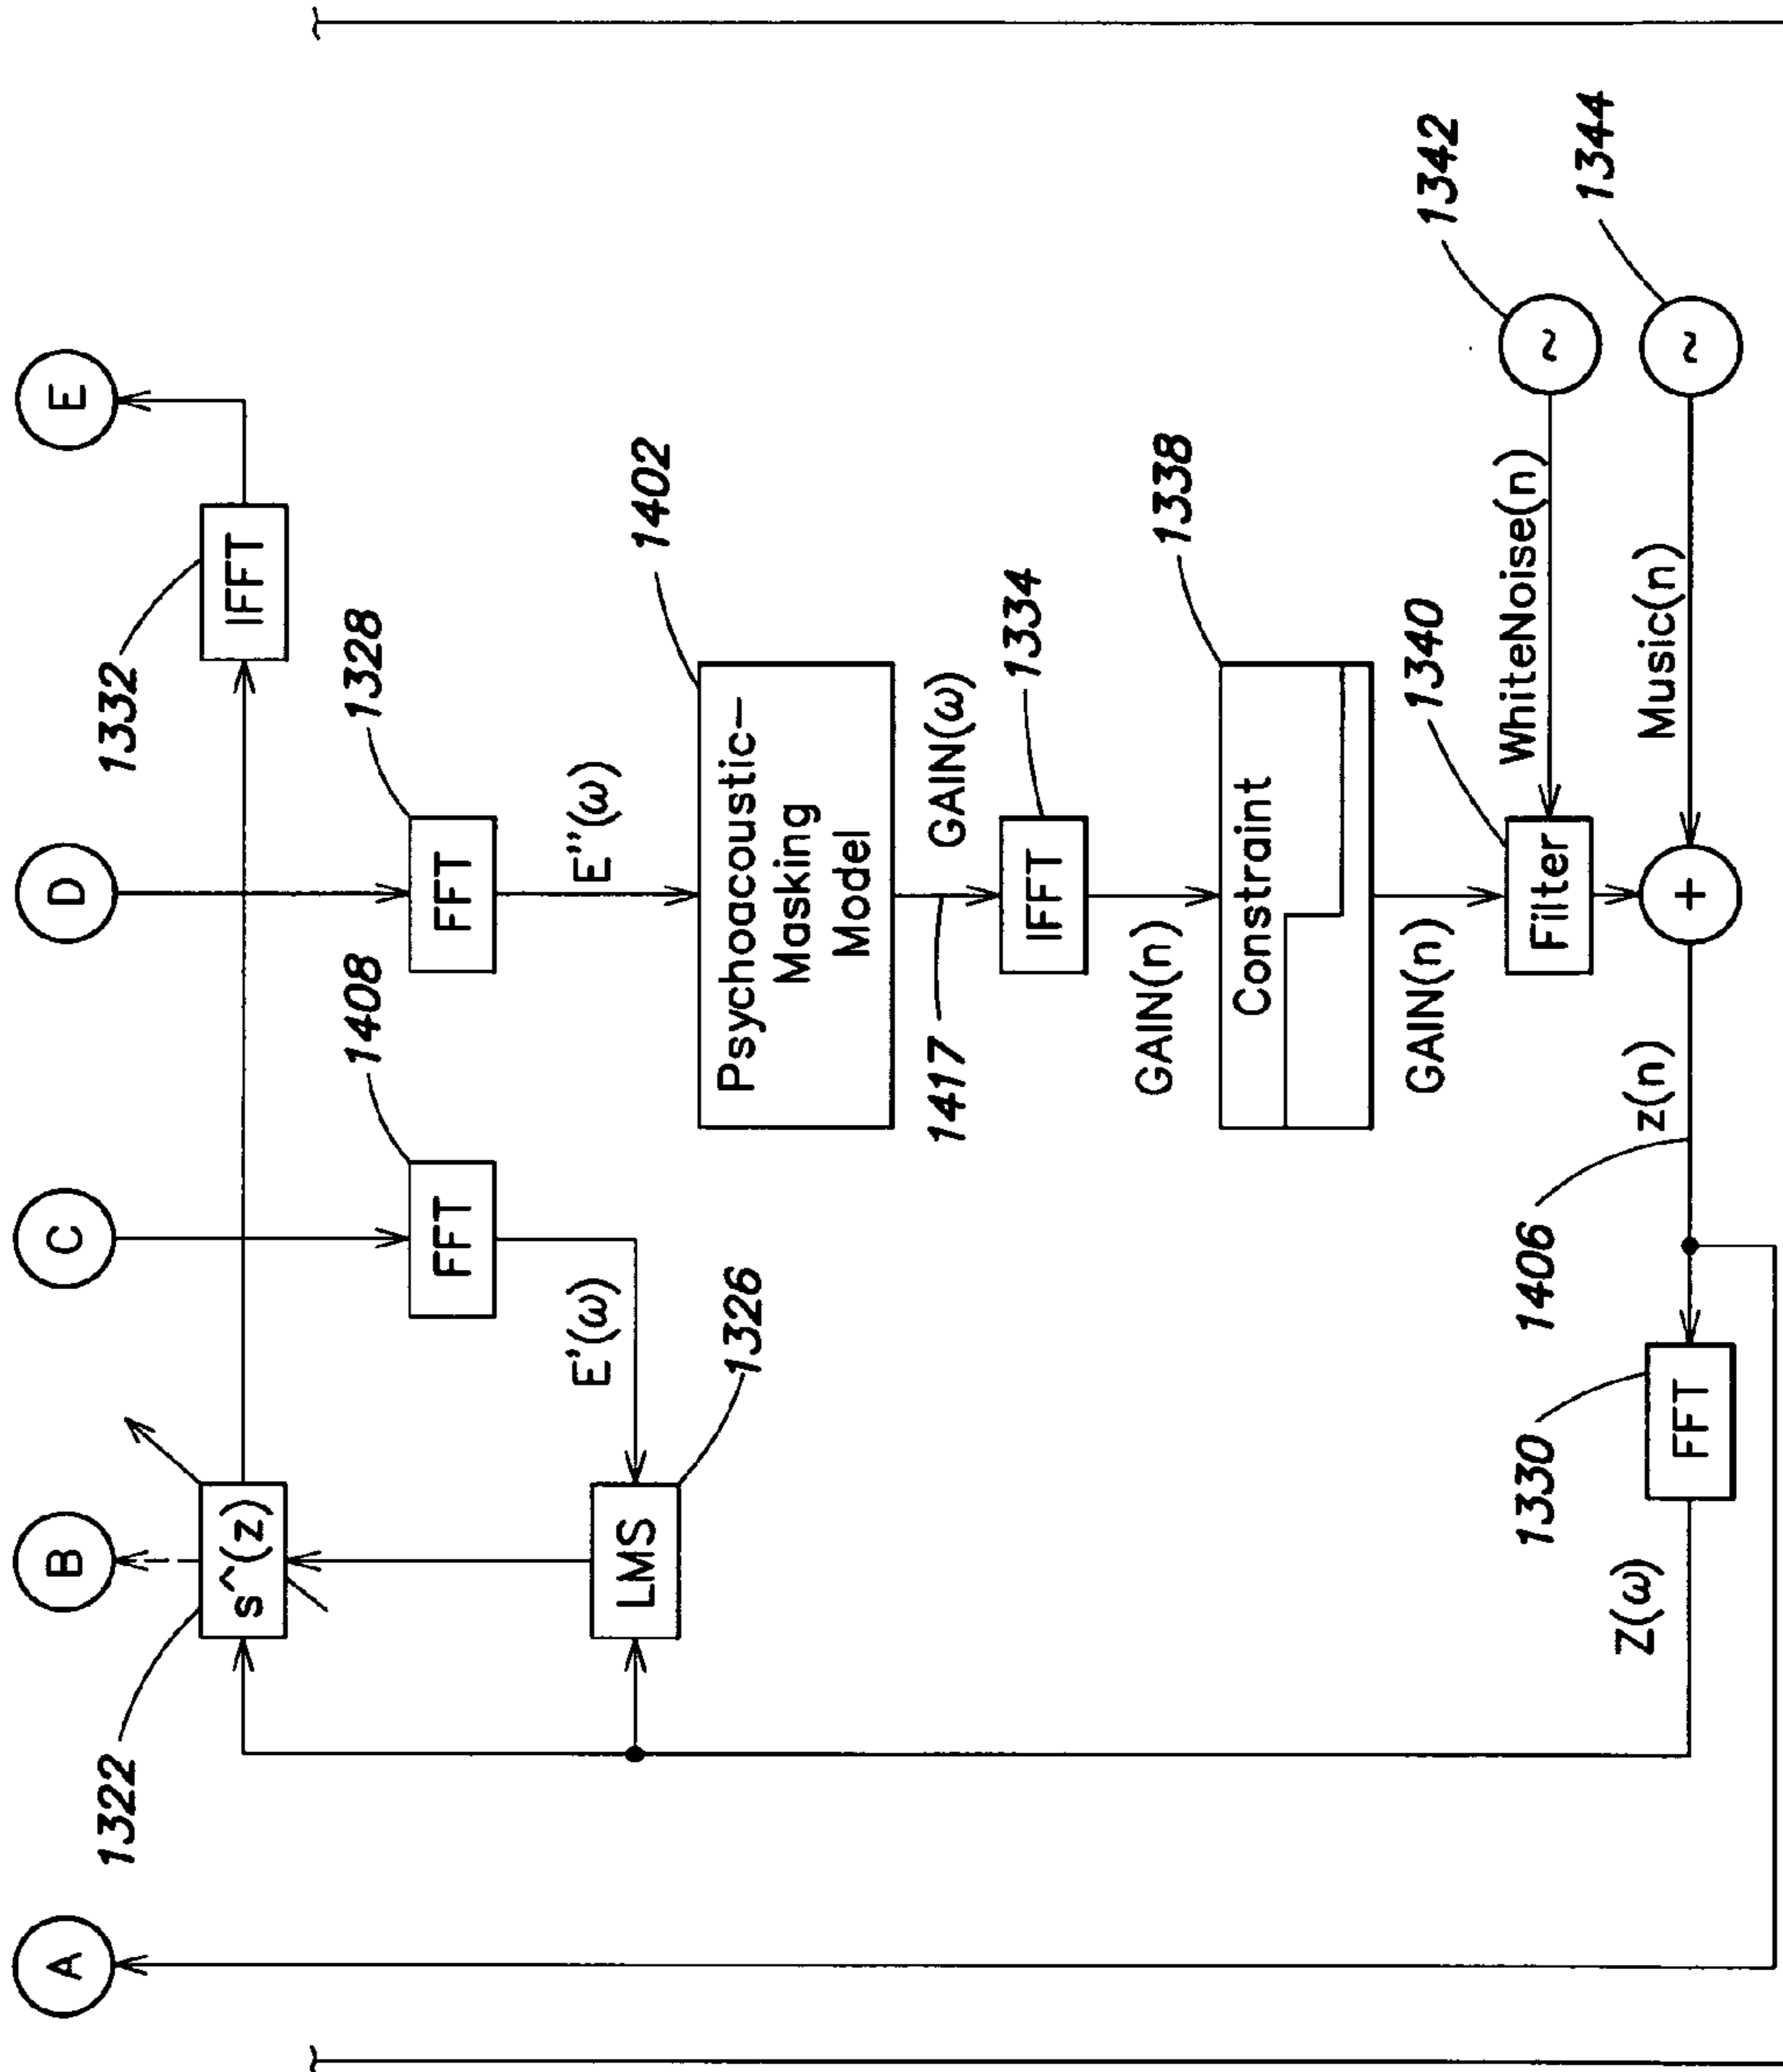 A
B
C
D
E
1322
1332
s^(z)
IFFT
1408
1328
FFT
FFT
E'(ω)
E''(ω)
LMS
1402
1326
Psychoacoustic-
Masking
Model
1417
GAIN(ω)
IFFT
1334
GAIN(n)
1338
Constraint
GAIN(n)
1340
1342
WhiteNoise(n)
~
Filter
1330
1406
1344
Z(ω)
z(n)
Music(n)
FFT
+
~